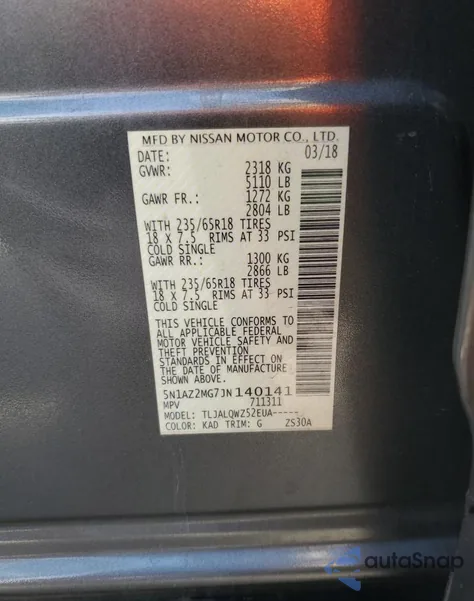 MFD BY NISSAN MOTOR CO., LTD.
DATE: 03/18
GVWR: 2318 KG
5110 LB
GAWR FR.: 1272 KG
2804 LB
WITH 235/65R18 TIRES
18 X 7.5 RIMS AT 33 PSI
COLD SINGLE
GAWR RR.: 1300 KG
2866 LB
WITH 235/65R18 TIRES
18 X 7.5 RIMS AT 33 PSI
COLD SINGLE
THIS VEHICLE CONFORMS TO
ALL APPLICABLE FEDERAL
MOTOR VEHICLE SAFETY AND
THEFT PREVENTION
STANDARDS IN EFFECT ON
THE DATE OF MANUFACTURE
SHOWN ABOVE.
5N1AZ2MG7JN140141
MPV 711311
MODEL: TLJALQWZ52EUA-----
COLOR: KAD TRIM: G ZS30A
autoSnap